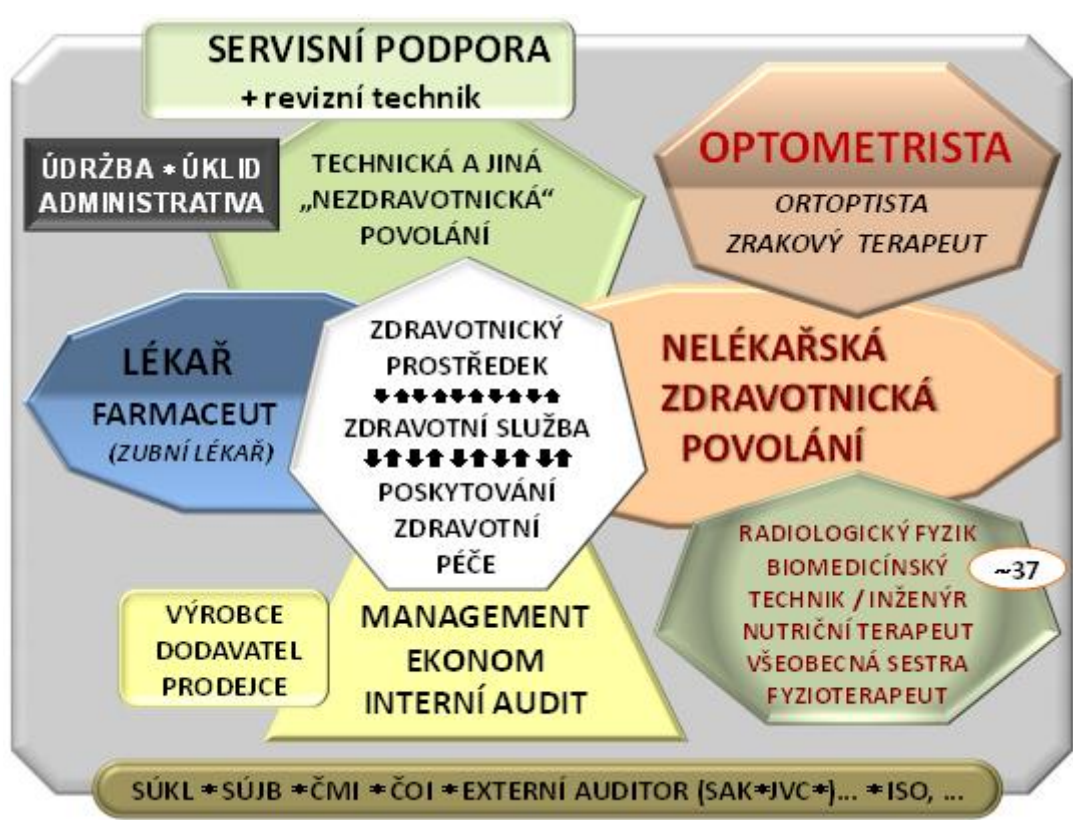 SERVISNÍ PODPORA
+ revizní technik
ÚDRŽBA * ÚKLID
ADMINISTRATIVA
TECHNICKÁ A JINÁ
„NEZDRAVOTNICKÁ“
POVOLÁNÍ
OPTOMETRISTA
ORTOPTISTA
ZRAKOVÝ TERAPEUT
LÉKAŘ
FARMACEUT
(ZUBNÍ LÉKAŘ)
ZDRAVOTNICKÝ
PROSTŘEDEK
ZDRAVOTNÍ SLUŽBA
POSKYTOVÁNÍ
ZDRAVOTNÍ
PÉČE
NELÉKAŘSKÁ
ZDRAVOTNICKÁ
POVOLÁNÍ
RADIOLOGICKÝ FYZIK
BIOMEDICÍNSKÝ
TECHNIK / INŽENÝR
NUTRIČNÍ TERAPEUT
VŠEOBECNÁ SESTRA
FYZIOTERAPEUT
~37
VÝROBCE
DODAVATEL
PRODEJCE
MANAGEMENT
EKONOM
INTERNÍ AUDIT
SÚKL * SÚJB * ČMI * ČOI * EXTERNÍ AUDITOR (SAK*JVC*)... * ISO, ...